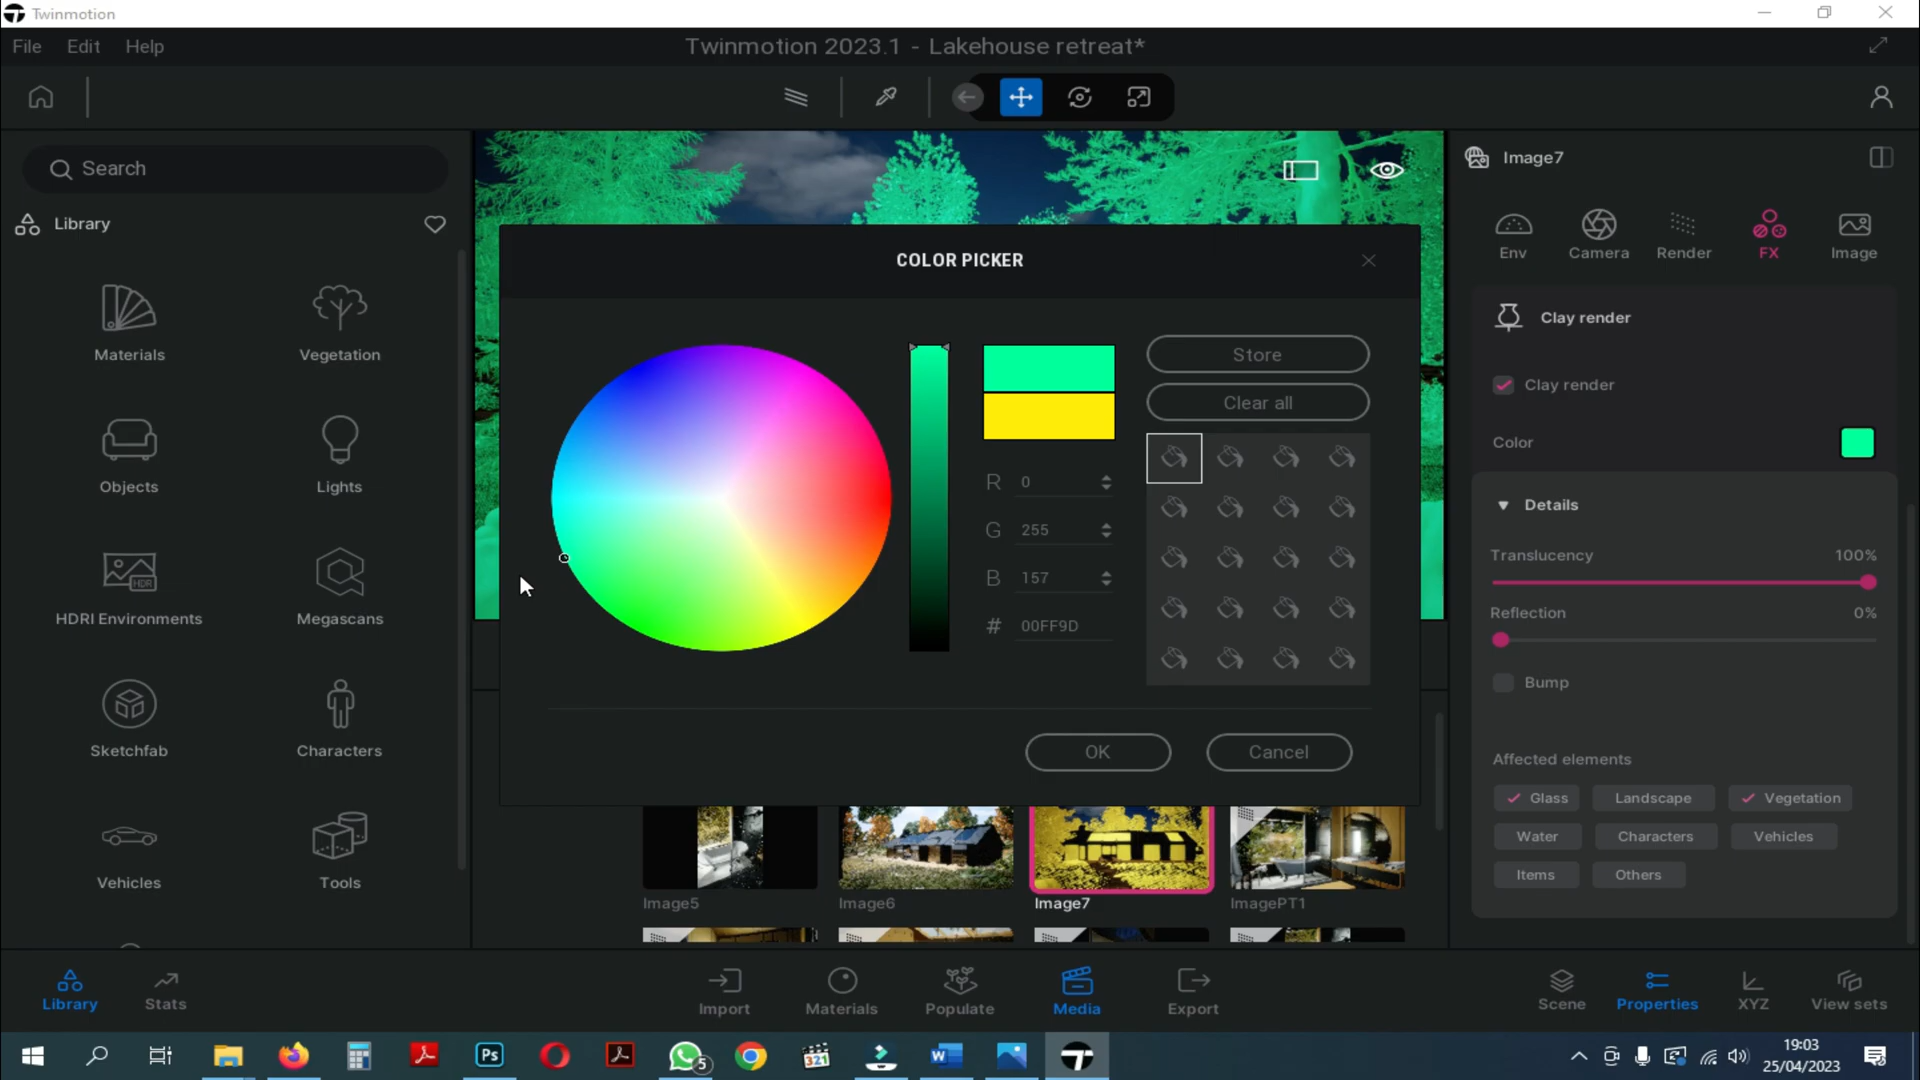 Twinmotion
File Edit Help
Twinmotion 2023.1 - Lakehouse retreat*
Search
Library
Materials
Vegetation
Objects
Lights
HDR
HDRI Environments
Megascans
Sketchfab
Characters
Vehicles
Tools
COLOR PICKER
Store
Clear all
R 0
G 255
B 157
# 00FF9D
OK
Cancel
Image5
Image6
Image7
ImagePT1
Image7
Env
Camera
Render
FX
Image
Clay render
Clay render
Color
Details
Translucency 100%
Reflection 0%
Bump
Affected elements
Glass Landscape Vegetation
Water Characters Vehicles
Items Others
Library
Stats
Import
Materials
Populate
Media
Export
Scene
Properties
XYZ
View sets
Ps
5
321
W
19:03
25/04/2023